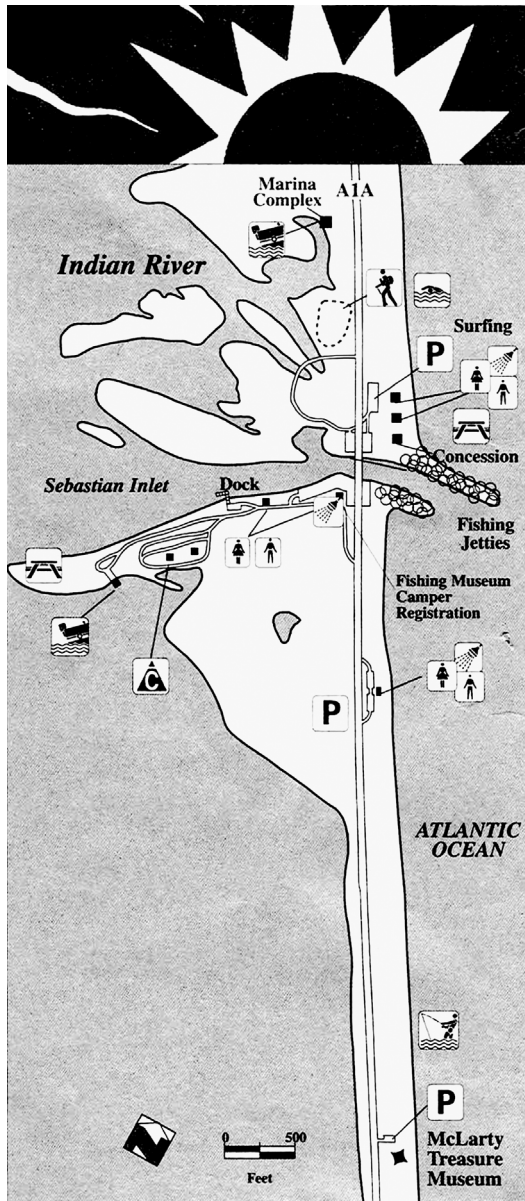 Marina
Complex
A1A
Indian River
Surfing
P
Concession
Sebastian Inlet
Dock
Fishing
Jetties
Fishing Museum
Camper
Registration
C
P
ATLANTIC
OCEAN
P
McLarty
Treasure
Museum
0 500
Feet
N